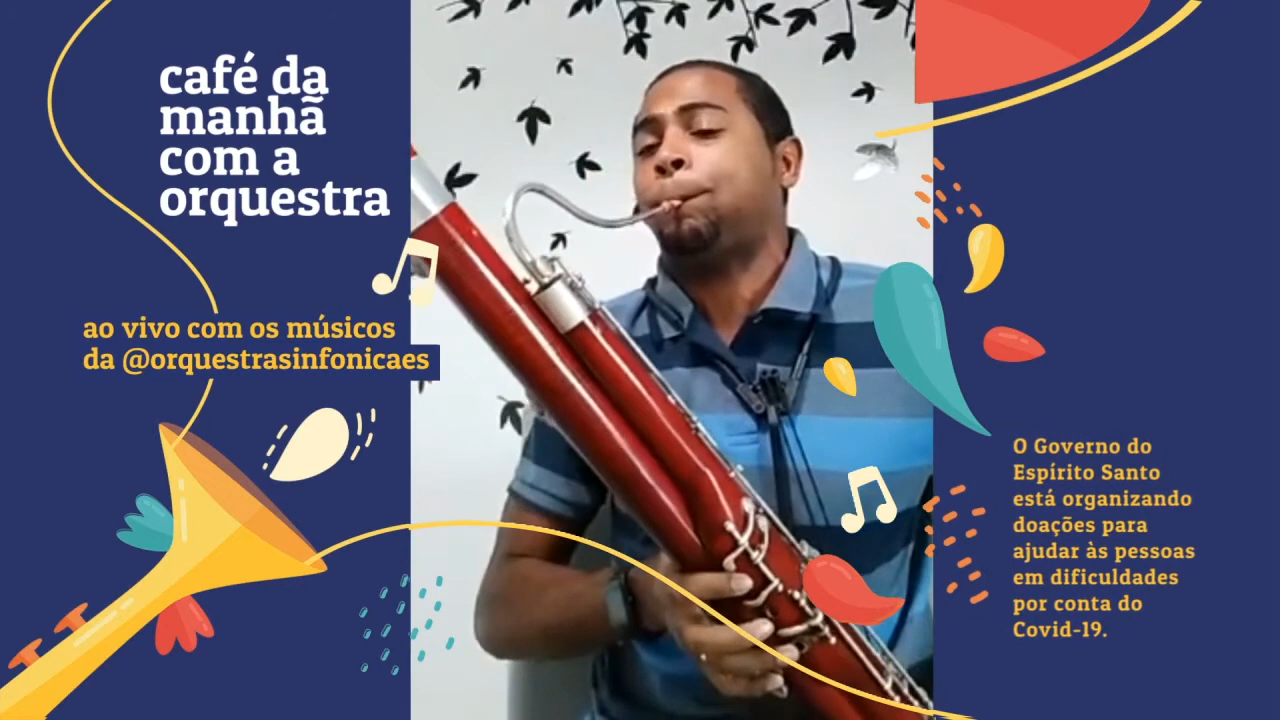 café da
manhã
com a
orquestra
ao vivo com os músicos
da @orquestrasinfonicaes
O Governo do
Espírito Santo
está organizando
doações para
ajudar às pessoas
em dificuldades
por conta do
Covid-19.